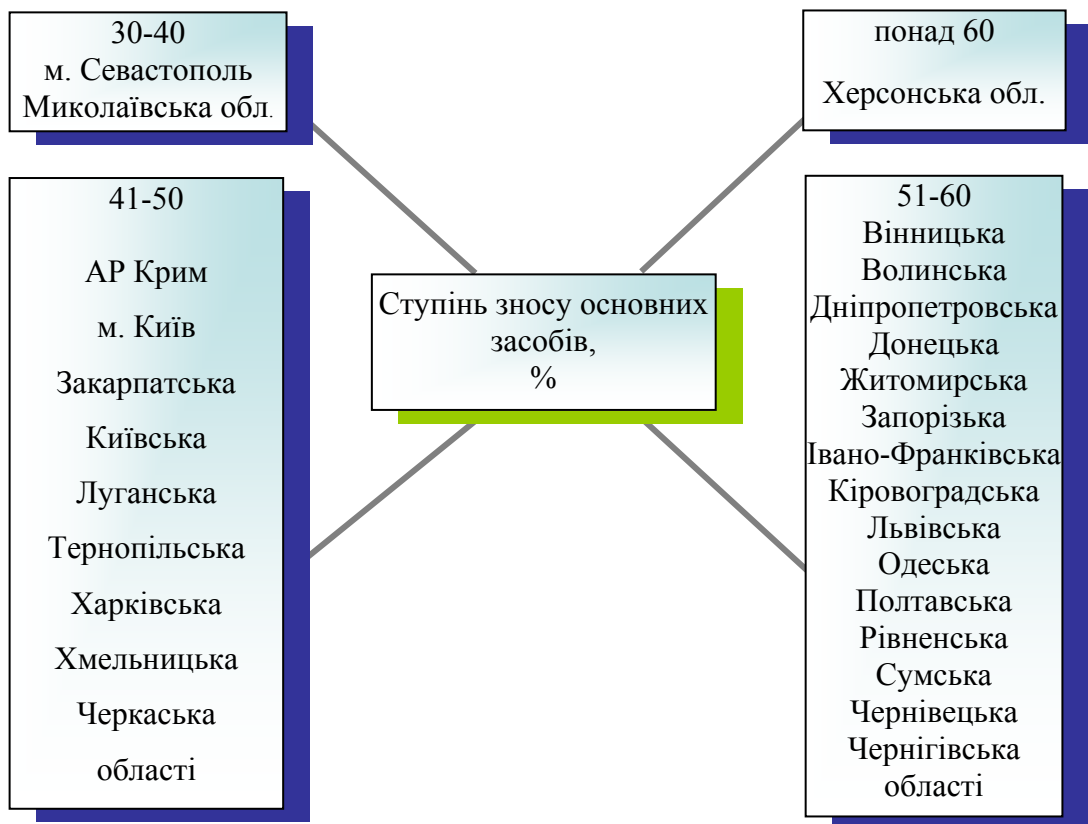 30-40
м. Севастополь
Миколаївська обл.
понад 60
Херсонська обл.
41-50
АР Крим
м. Київ
Закарпатська
Київська
Луганська
Тернопільська
Харківська
Хмельницька
Черкаська
області
Ступінь зносу основних
засобів,
%
51-60
Вінницька
Волинська
Дніпропетровська
Донецька
Житомирська
Запорізька
Івано-Франківська
Кіровоградська
Львівська
Одеська
Полтавська
Рівненська
Сумська
Чернівецька
Чернігівська
області